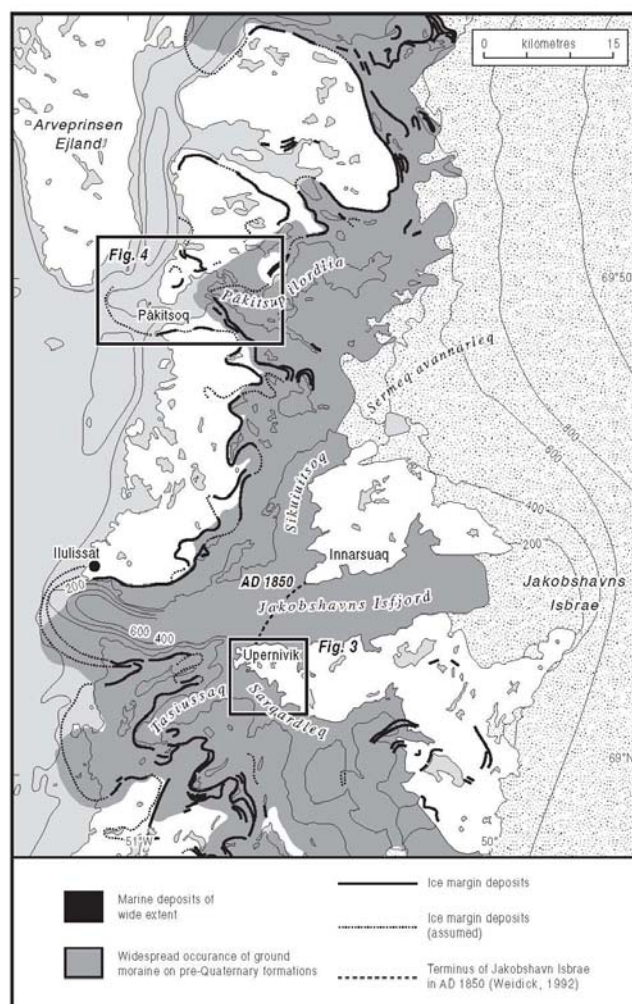 0 kilometres 15
Arveprinsen
Ejland
Fig. 4
Påkitsup ilordlia
69°50
Påkitsoq
Sermeq avannarleq
800
600
Sikuiuitsoq
400
200
Ilulissat
Innarsuaq
AD 1850
200
Jakobshavns Isfjord
Jakobshavns
Isbrae
600 400
Upernivik
Fig. 3
Tasiussaq
Sarqardleq
69°N
51°W
50°
Marine deposits of
wide extent
Widespread occurance of ground
moraine on pre-Quaternary formations
Ice margin deposits
Ice margin deposits
(assumed)
Terminus of Jakobshavn Isbrae
in AD 1850 (Weidick, 1992)